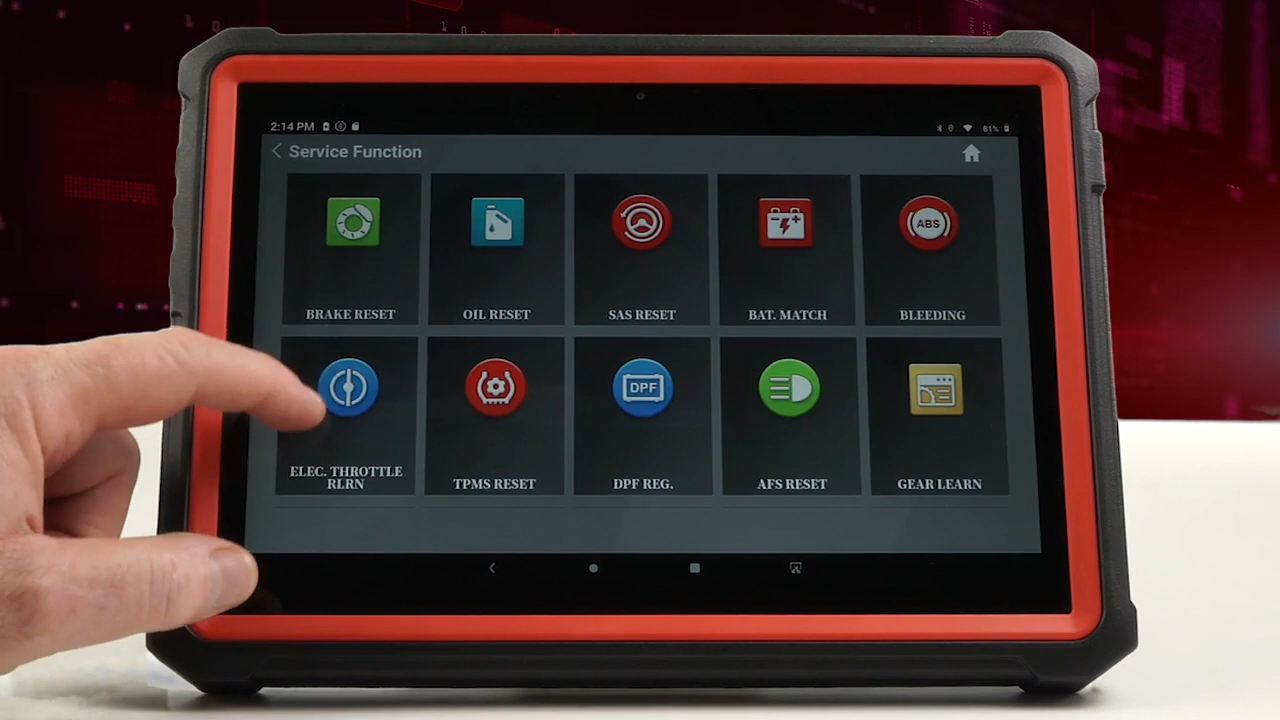 2:14 PM
81%
Service Function
BRAKE RESET
OIL RESET
SAS RESET
BAT. MATCH
ABS
BLEEDING
ELEC. THROTTLE
RLRN
TPMS RESET
DPF
DPF REG.
AFS RESET
GEAR LEARN